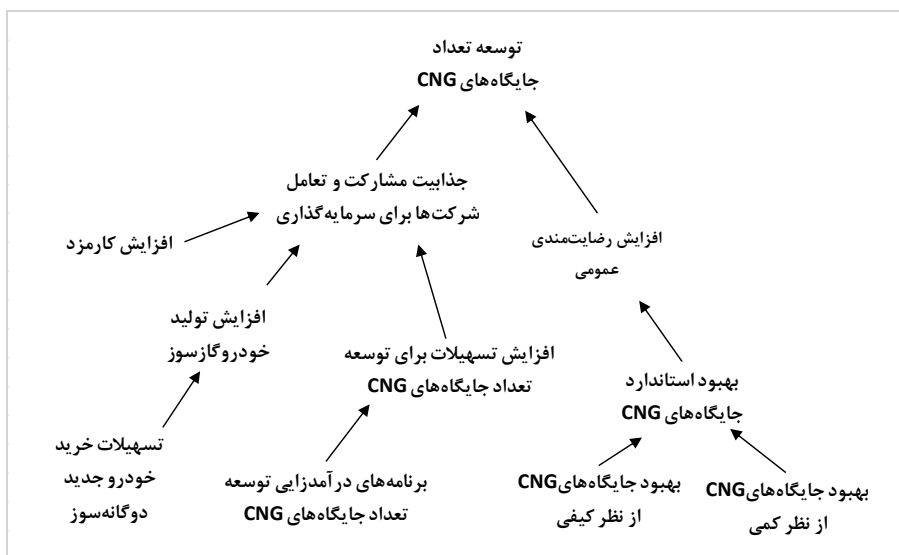 توسعه تعداد
جایگاه‌های CNG
جذابیت مشارکت و تعامل
شرکت‌ها برای سرمایه‌گذاری
افزایش کارمزد
افزایش رضایت‌مندی
عمومی
افزایش تولید
خودروگازسوز
افزایش تسهیلات برای توسعه
تعداد جایگاه‌های CNG
بهبود استاندارد
جایگاه‌های CNG
تسهیلات خرید
خودرو جدید
دوگانه‌سوز
برنامه‌های درآمدزایی توسعه
تعداد جایگاه‌های CNG
بهبود جایگاه‌هایCNG
از نظر کیفی
بهبود جایگاه‌هایCNG
از نظر کمی